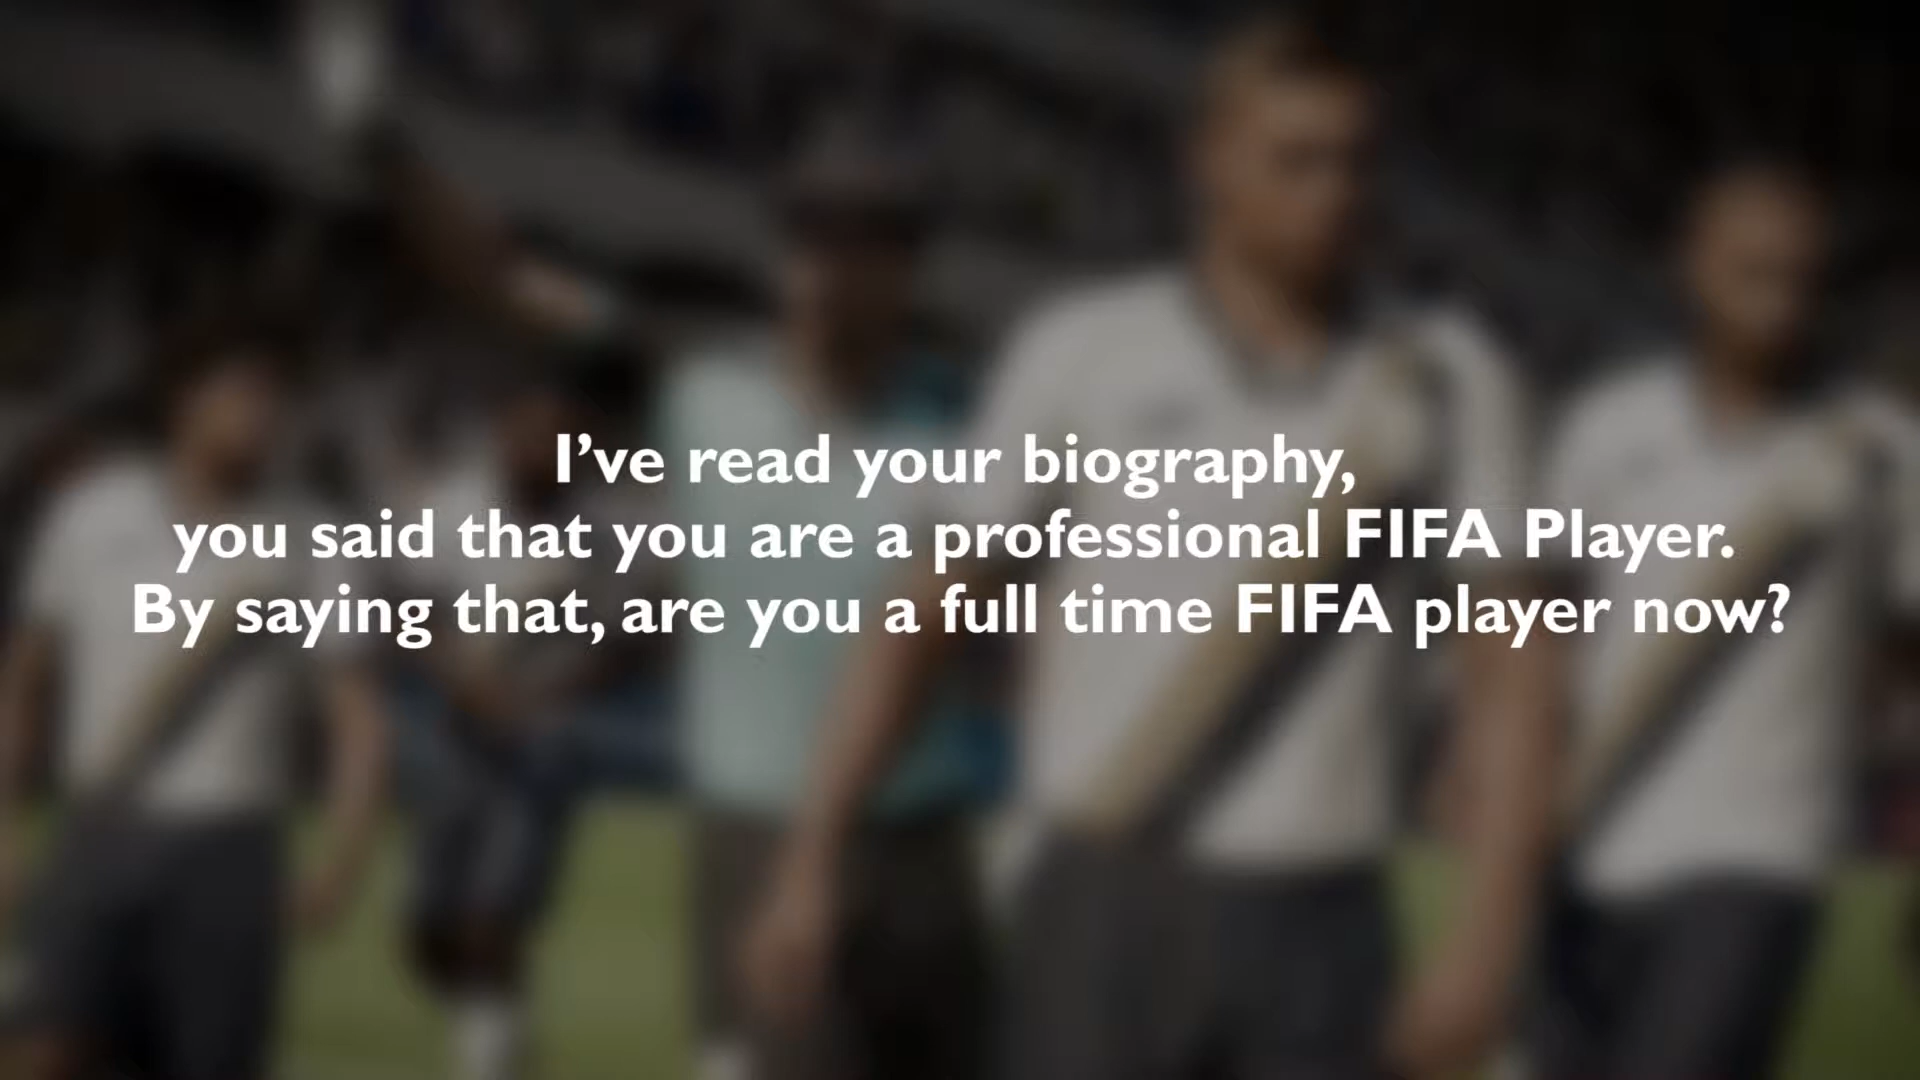 I’ve read your biography,
you said that you are a professional FIFA Player.
By saying that, are you a full time FIFA player now?